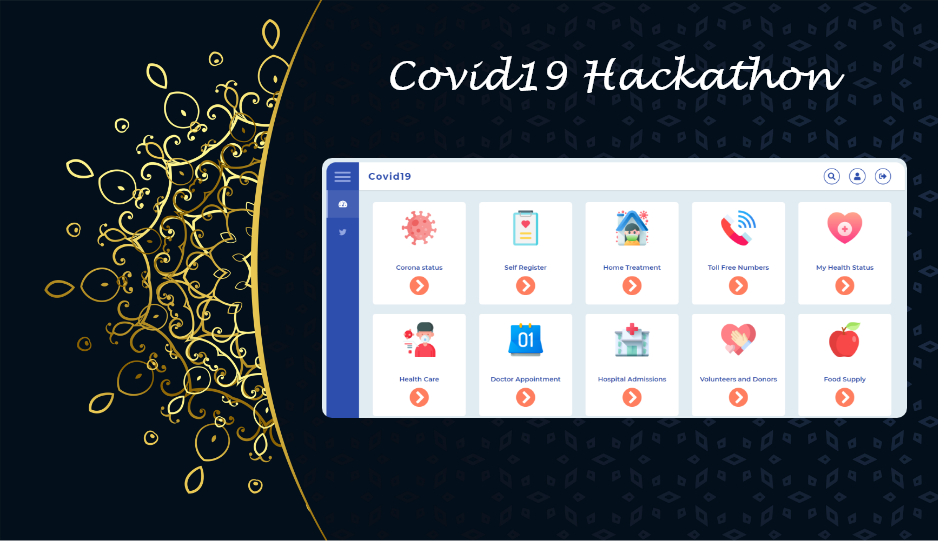 Covid19 Hackathon
Covid19
Corona status
Self Register
Home Treatment
Toll Free Numbers
My Health Status
01
Health Care
Doctor Appointment
Hospital Admissions
Volunteers and Donors
Food Supply